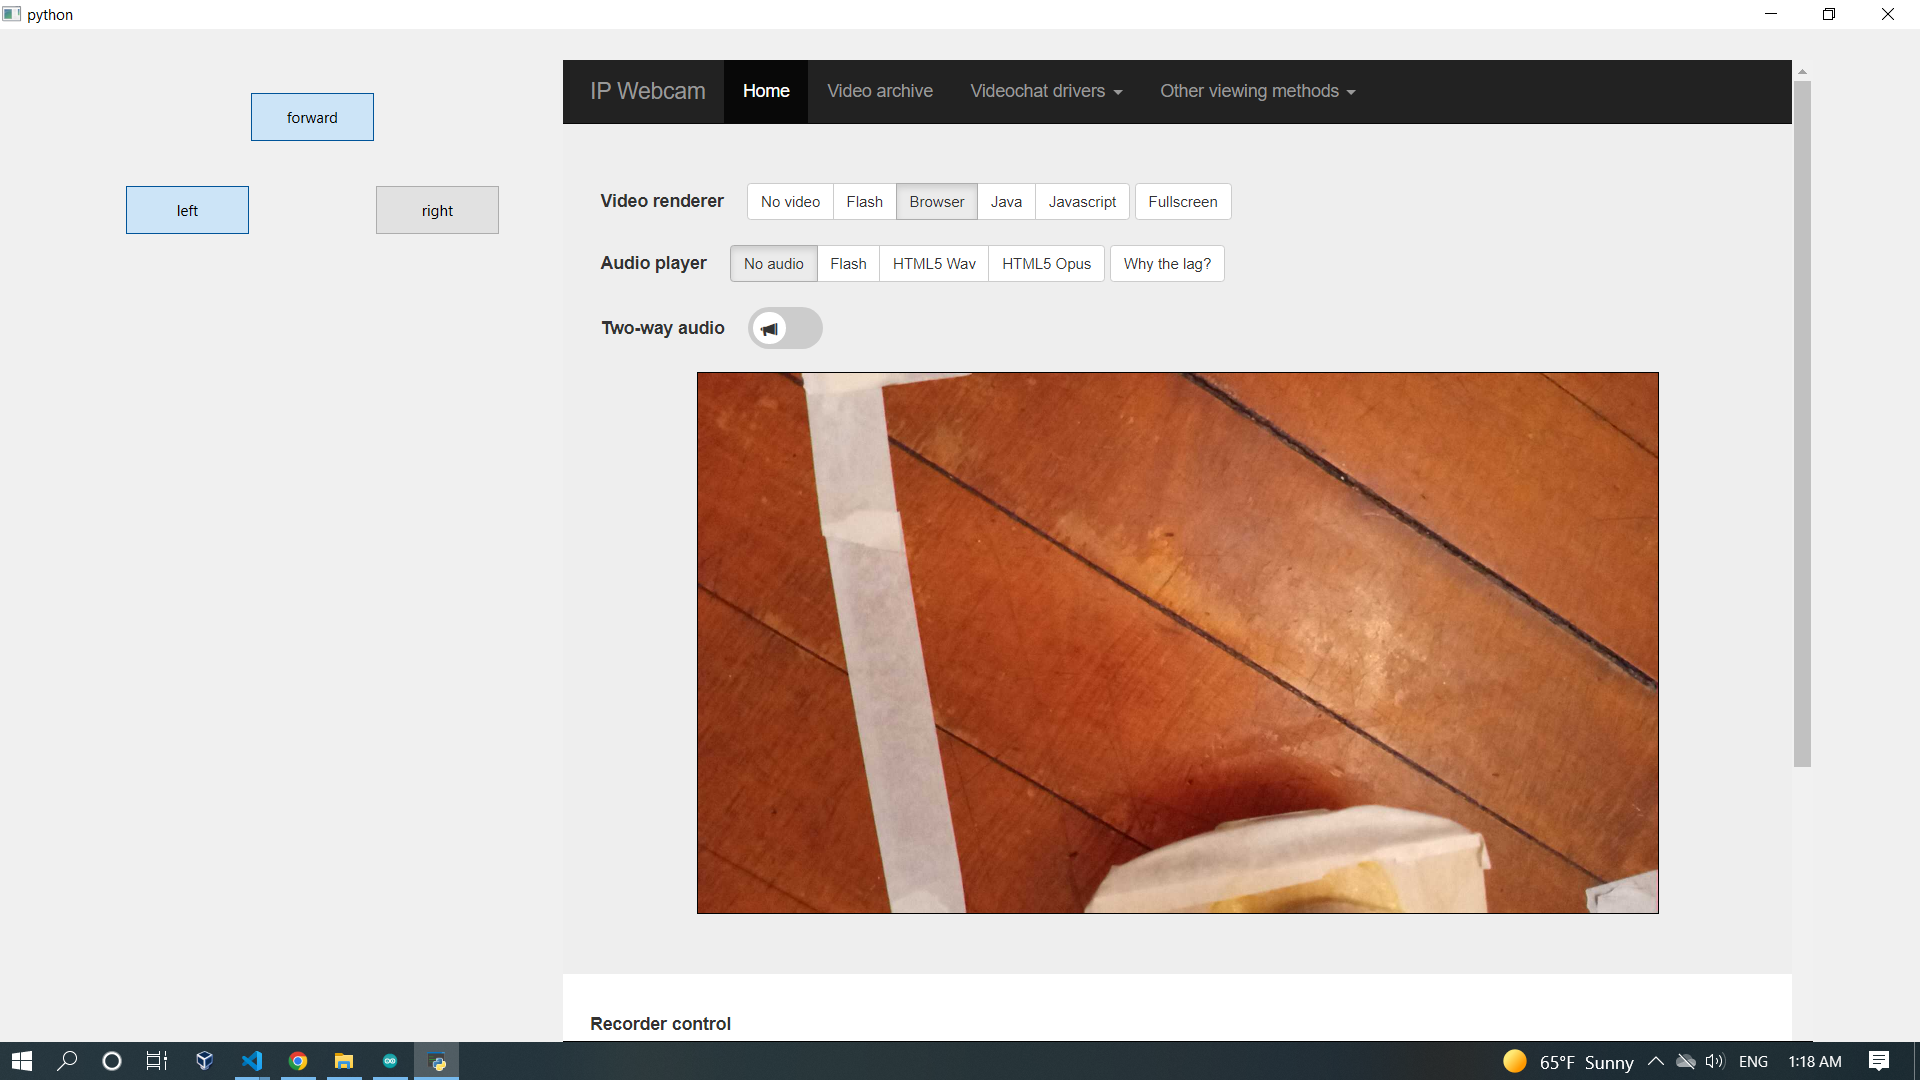 python
forward
left
right
IP Webcam Home Video archive Videochat drivers Other viewing methods
Video renderer No video Flash Browser Java Javascript Fullscreen
Audio player No audio Flash HTML5 Wav HTML5 Opus Why the lag?
Two-way audio
Recorder control
65°F Sunny ENG 1:18 AM